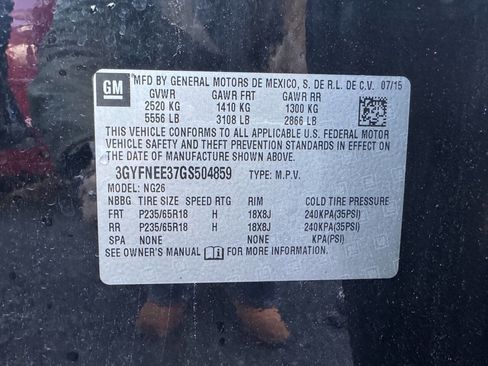 GM
MFD BY GENERAL MOTORS DE MEXICO, S. DE R.L. DE C.V. 07/15
GVWR GAWR FRT GAWR RR
2520 KG 1410 KG 1300 KG
5556 LB 3108 LB 2866 LB
THIS VEHICLE CONFORMS TO ALL APPLICABLE U.S. FEDERAL MOTOR
VEHICLE SAFETY AND THEFT PREVENTION STANDARDS IN EFFECT ON
THE DATE OF MANUFACTURE SHOWN ABOVE.
3GYFNEE37GS504859 TYPE: M.P.V.
MODEL: NG26
NBBG TIRE SIZE SPEED RTG RIM COLD TIRE PRESSURE
FRT P235/65R18 H 18X8J 240KPA(35PSI)
RR P235/65R18 H 18X8J 240KPA(35PSI)
SPA NONE NONE KPA(PSI)
SEE OWNER'S MANUAL FOR MORE INFORMATION.